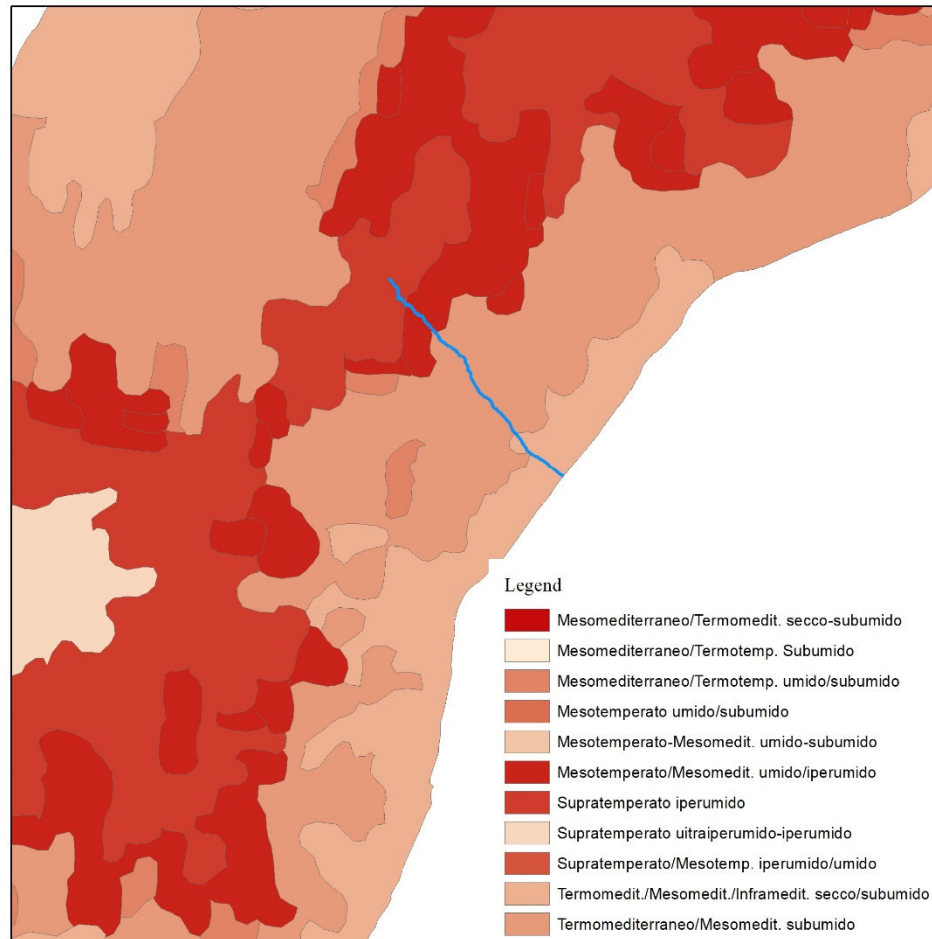 Legend
Mesomediterraneo/Termomedit. secco-subumido
Mesomediterraneo/Termotemp. Subumido
Mesomediterraneo/Termotemp. umido/subumido
Mesotemperato umido/subumido
Mesotemperato-Mesomedit. umido-subumido
Mesotemperato/Mesomedit. umido/iperumido
Supratemperato iperumido
Supratemperato uitraiperumido-iperumido
Supratemperato/Mesotemp. iperumido/umido
Termomedit./Mesomedit./Inframedit. secco/subumido
Termomediterraneo/Mesomedit. subumido